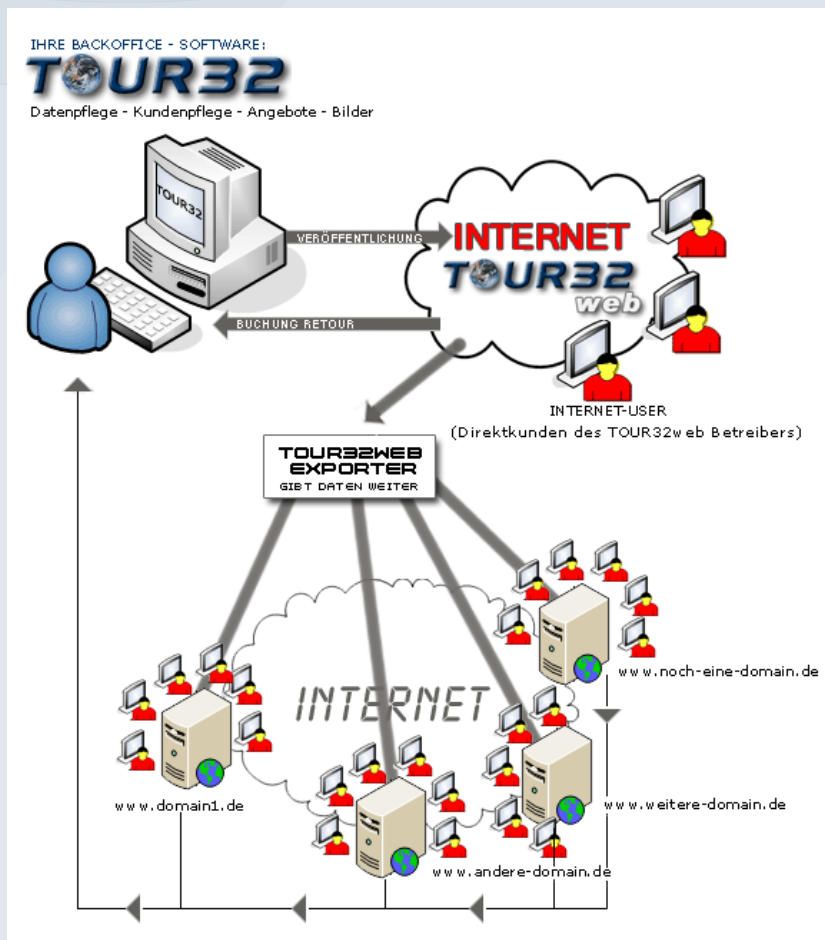 IHRE BACKOFFICE - SOFTWARE:
TOUR32
Datenpflege - Kundenpflege - Angebote - Bilder
TOUR32
VERÖFFENTLICHUNG
INTERNET
TOUR32
web
BUCHUNG RETOUR
INTERNET-USER
(Direktkunden des TOUR32web Betreibers)
TOUR32WEB
EXPORTER
GIBT DATEN WEITER
www.noch-eine-domain.de
INTERNET
www.domain1.de
www.weitere-domain.de
www.andere-domain.de